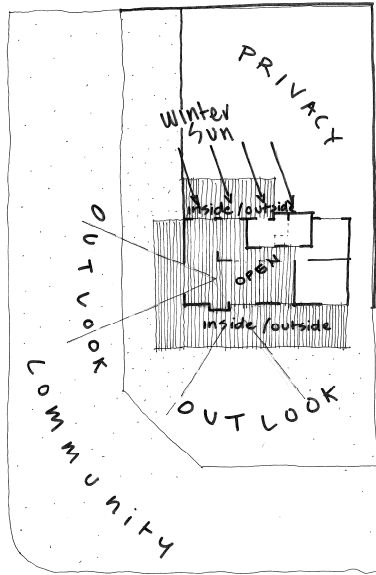 PRIVACY
Winter
Sun
inside/outside
OPEN
inside/outside
OUTLOOK
OUTLOOK
Community